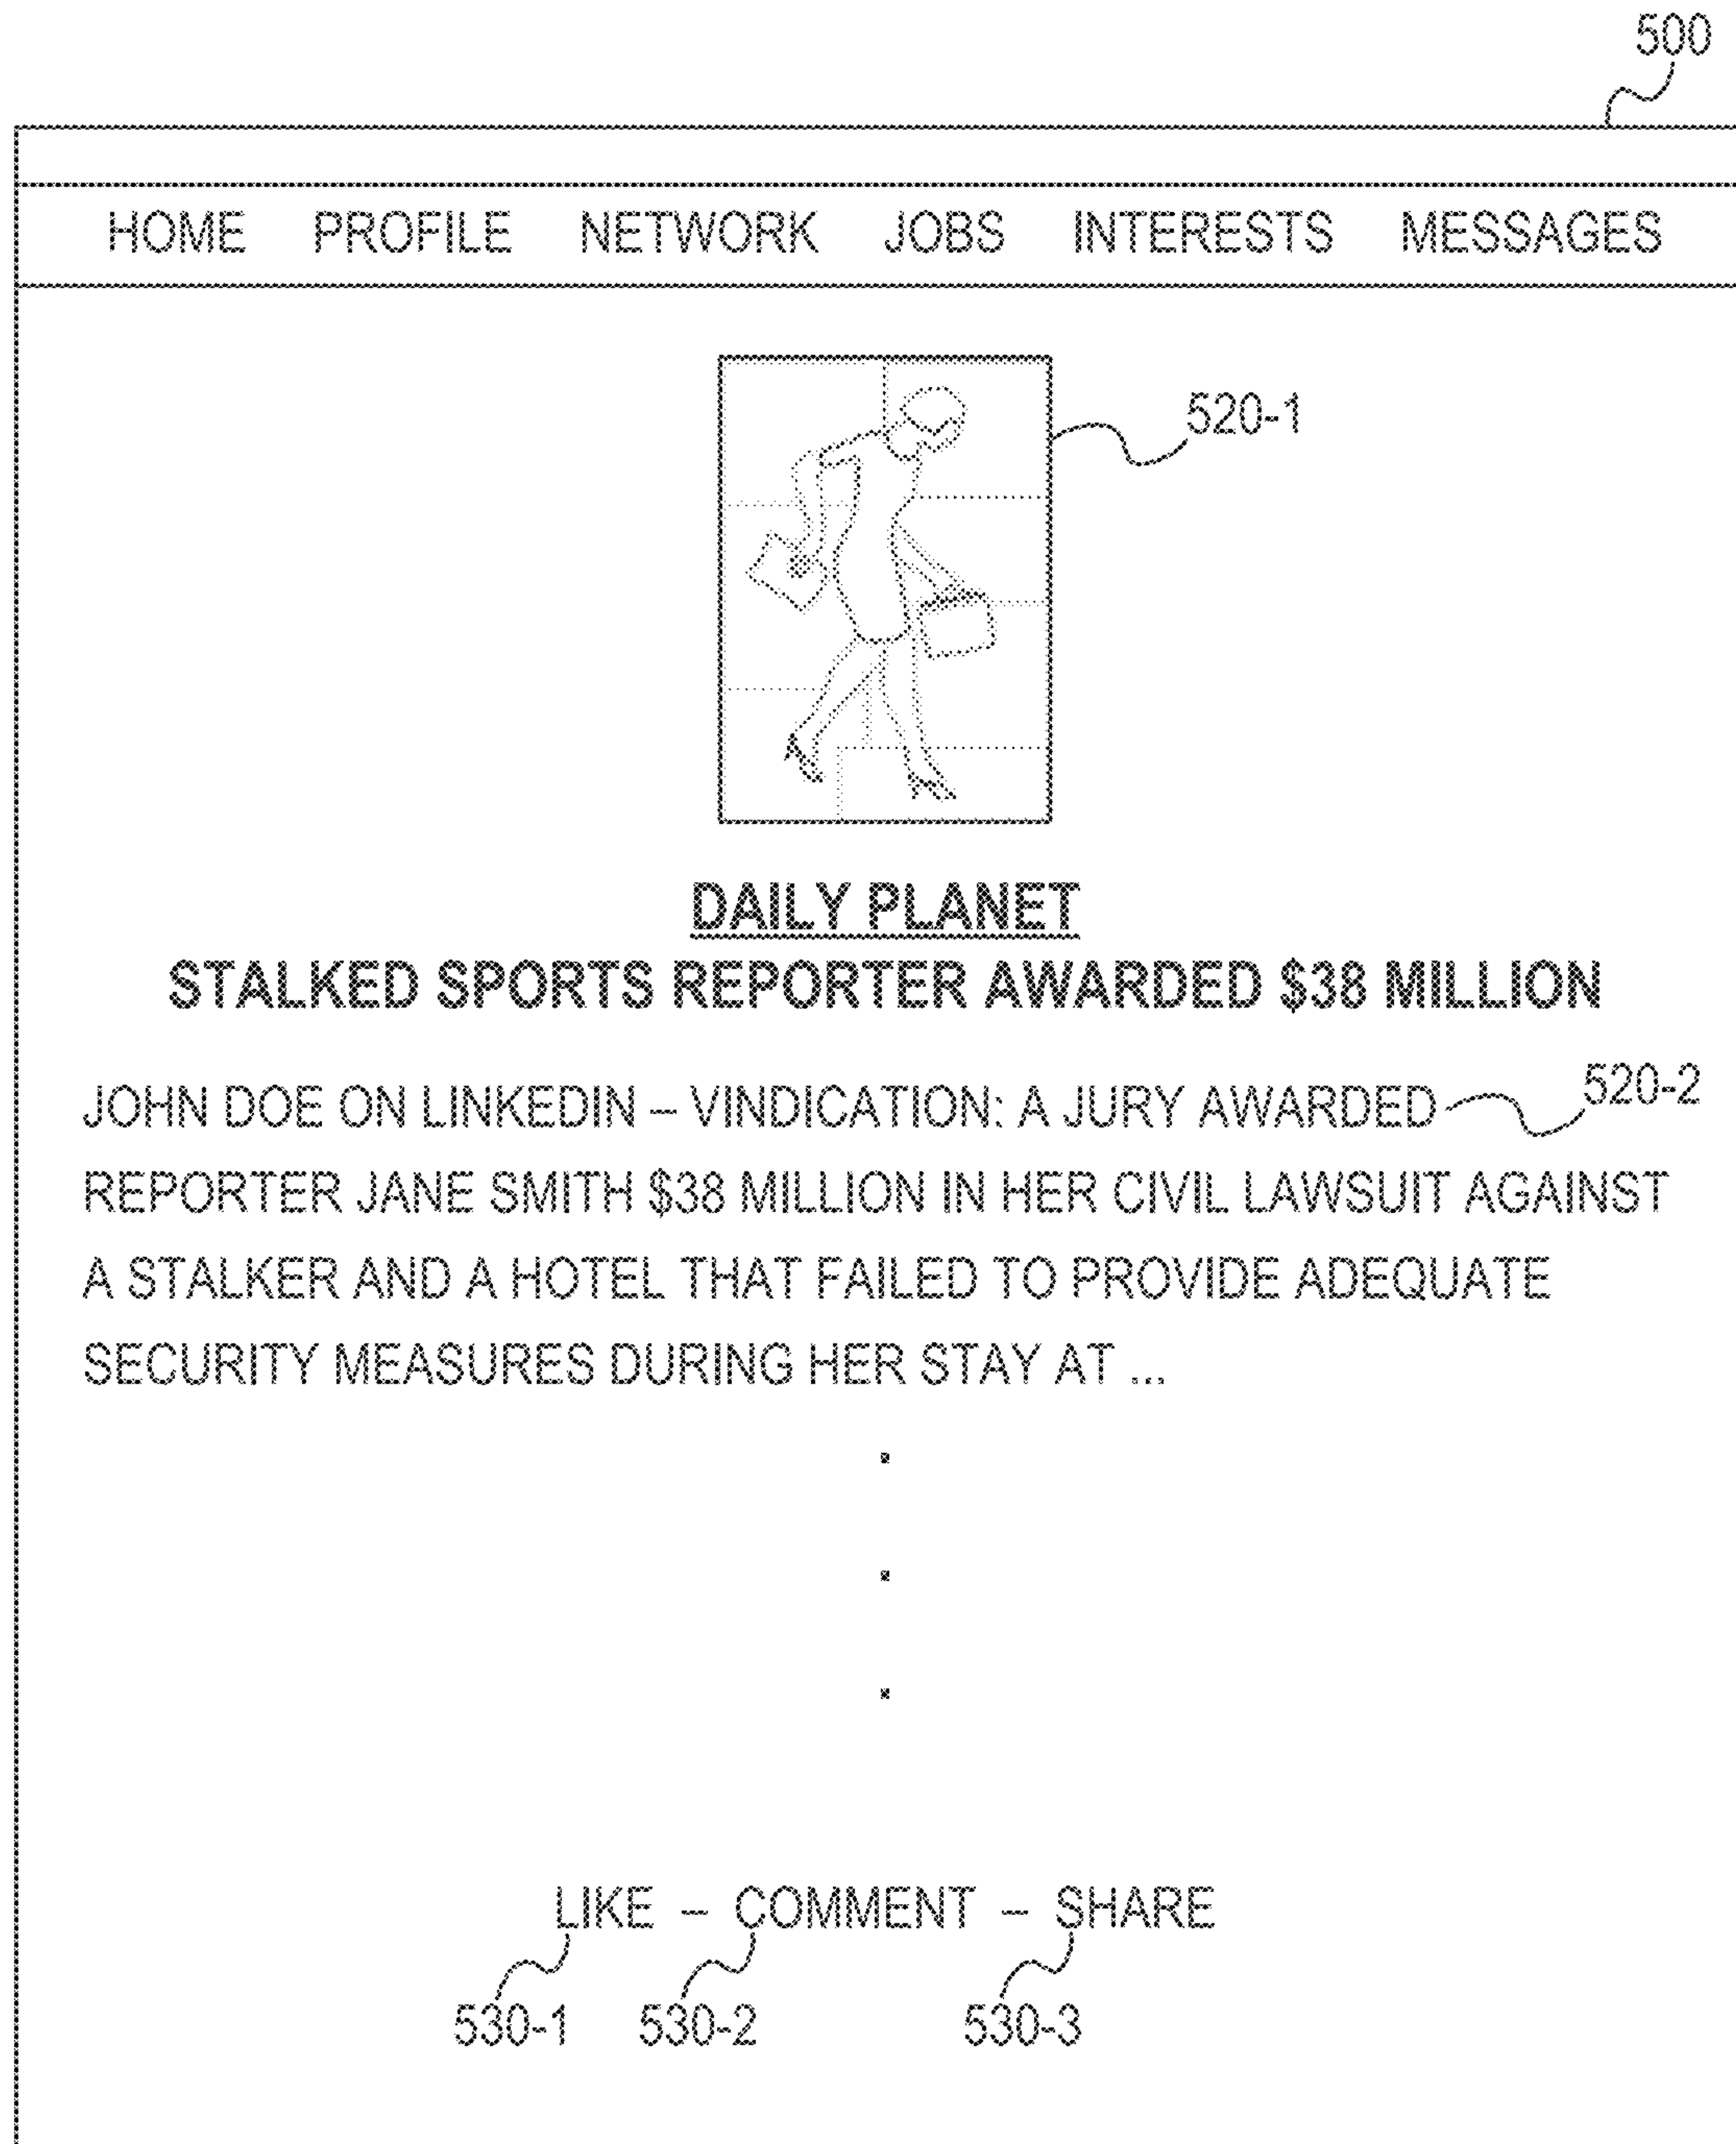 500
HOME PROFILE NETWORK JOBS INTERESTS MESSAGES
520-1
DAILY PLANET
STALKED SPORTS REPORTER AWARDED $38 MILLION
JOHN DOE ON LINKEDIN – VINDICATION: A JURY AWARDED 520-2
REPORTER JANE SMITH $38 MILLION IN HER CIVIL LAWSUIT AGAINST
A STALKER AND A HOTEL THAT FAILED TO PROVIDE ADEQUATE
SECURITY MEASURES DURING HER STAY AT ...
LIKE – COMMENT – SHARE
530-1 530-2 530-3